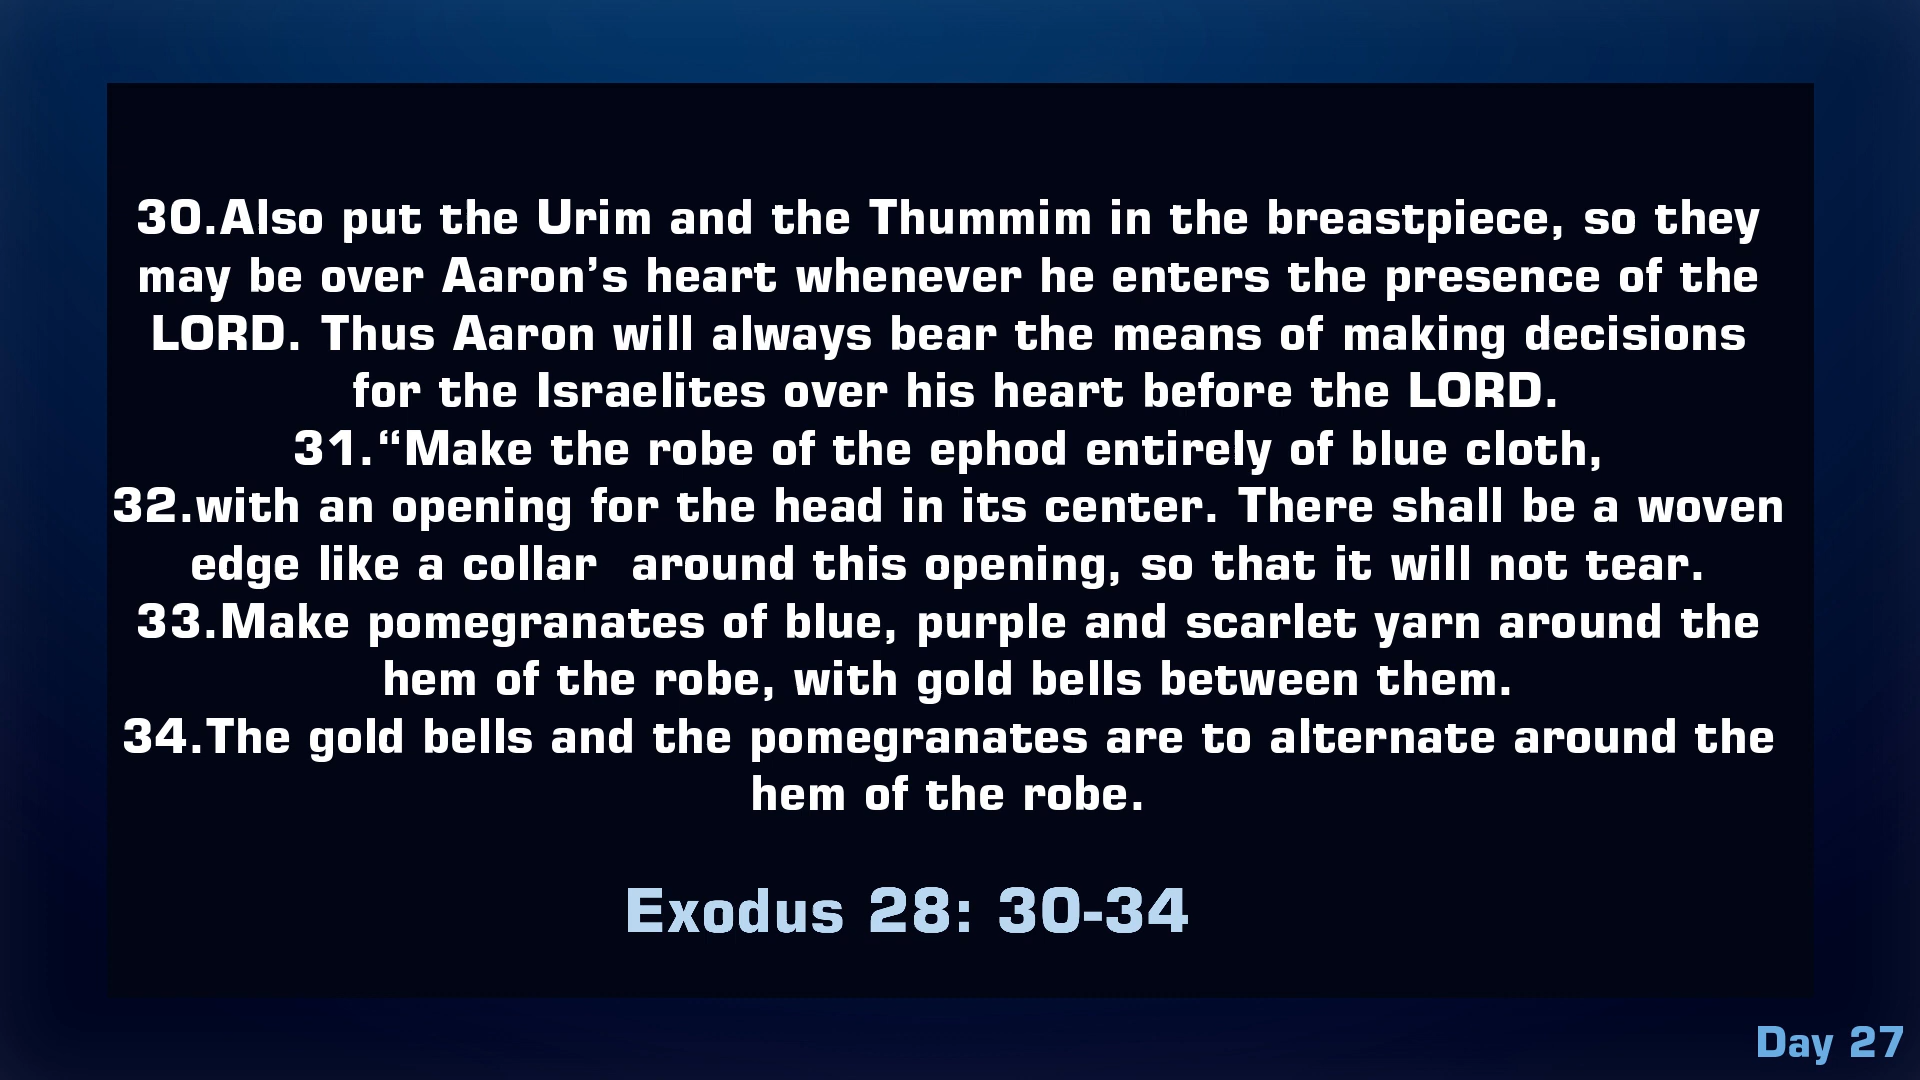 30.Also put the Urim and the Thummim in the breastpiece, so they
may be over Aaron’s heart whenever he enters the presence of the
LORD. Thus Aaron will always bear the means of making decisions
for the Israelites over his heart before the LORD.
31.“Make the robe of the ephod entirely of blue cloth,
32.with an opening for the head in its center. There shall be a woven
edge like a collar  around this opening, so that it will not tear.
33.Make pomegranates of blue, purple and scarlet yarn around the
hem of the robe, with gold bells between them.
34.The gold bells and the pomegranates are to alternate around the
hem of the robe.
Exodus 28: 30-34
Day 27